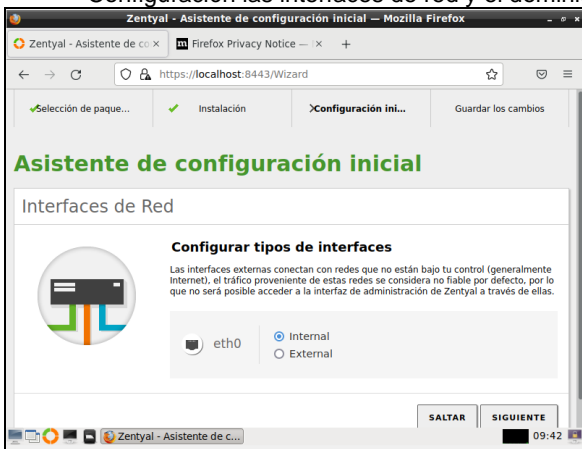 Configuración las interfaces de red y el domini
Zentyal - Asistente de configuración inicial — Mozilla Firefox
Zentyal - Asistente de co
Firefox Privacy Notice —
https://localhost:8443/Wizard
Selección de paque...
Instalación
Configuración ini...
Guardar los cambios
Asistente de configuración inicial
Interfaces de Red
Configurar tipos de interfaces
Las interfaces externas conectan con redes que no están bajo tu control (generalmente
Internet), el tráfico proveniente de estas redes se considera no fiable por defecto, por lo
que no será posible acceder a la interfaz de administración de Zentyal a través de ellas.
eth0
Internal
External
SALTAR
SIGUIENTE
Zentyal - Asistente de c...
09:42